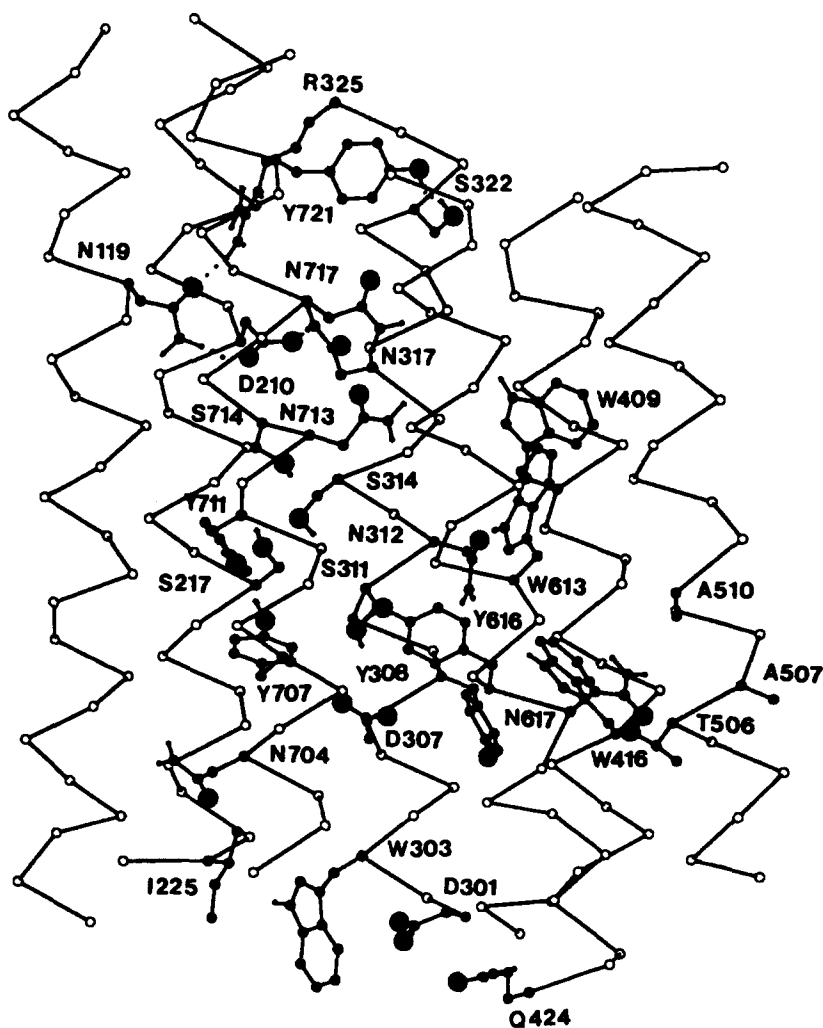 R325
S322
Y721
N119
N717
N317
D210
W409
S714
N713
S314
Y711
N312
S311
W613
S217
A510
Y616
Y308
A507
Y707
N617
T506
D307
W416
N704
W303
I225
D301
Q424